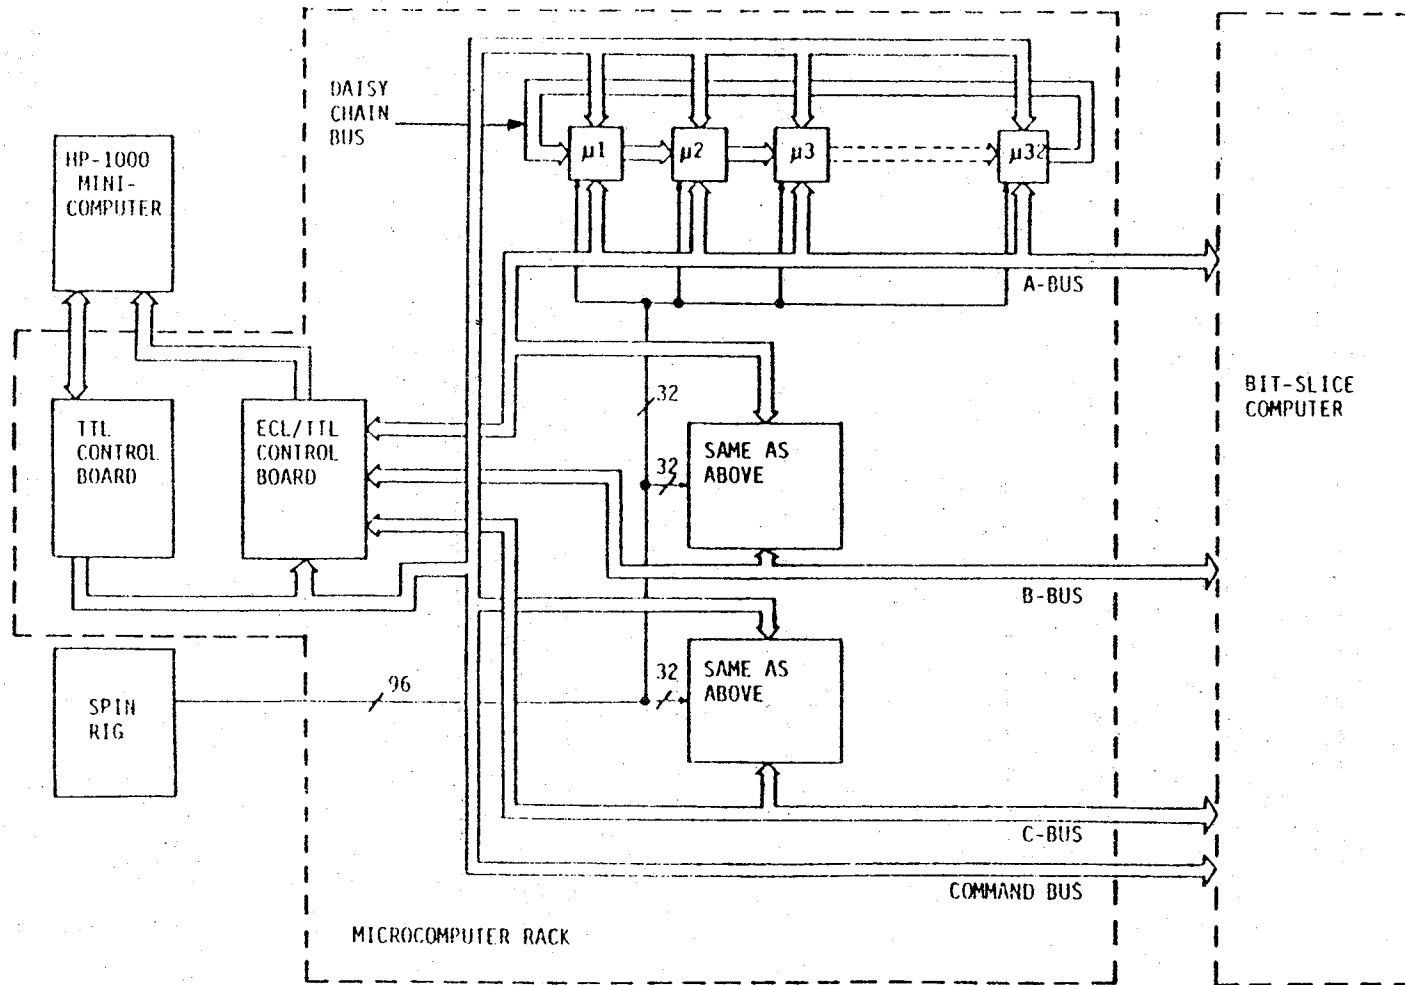 DAISY
CHAIN
BUS
HP-1000
MINI-
COMPUTER
μ1
μ2
μ3
μ32
A-BUS
BIT-SLICE
COMPUTER
TTL
CONTROL
BOARD
ECL/TTL
CONTROL
BOARD
32
32
SAME AS
ABOVE
B-BUS
SPIN
RIG
96
32
SAME AS
ABOVE
C-BUS
COMMAND BUS
MICROCOMPUTER RACK